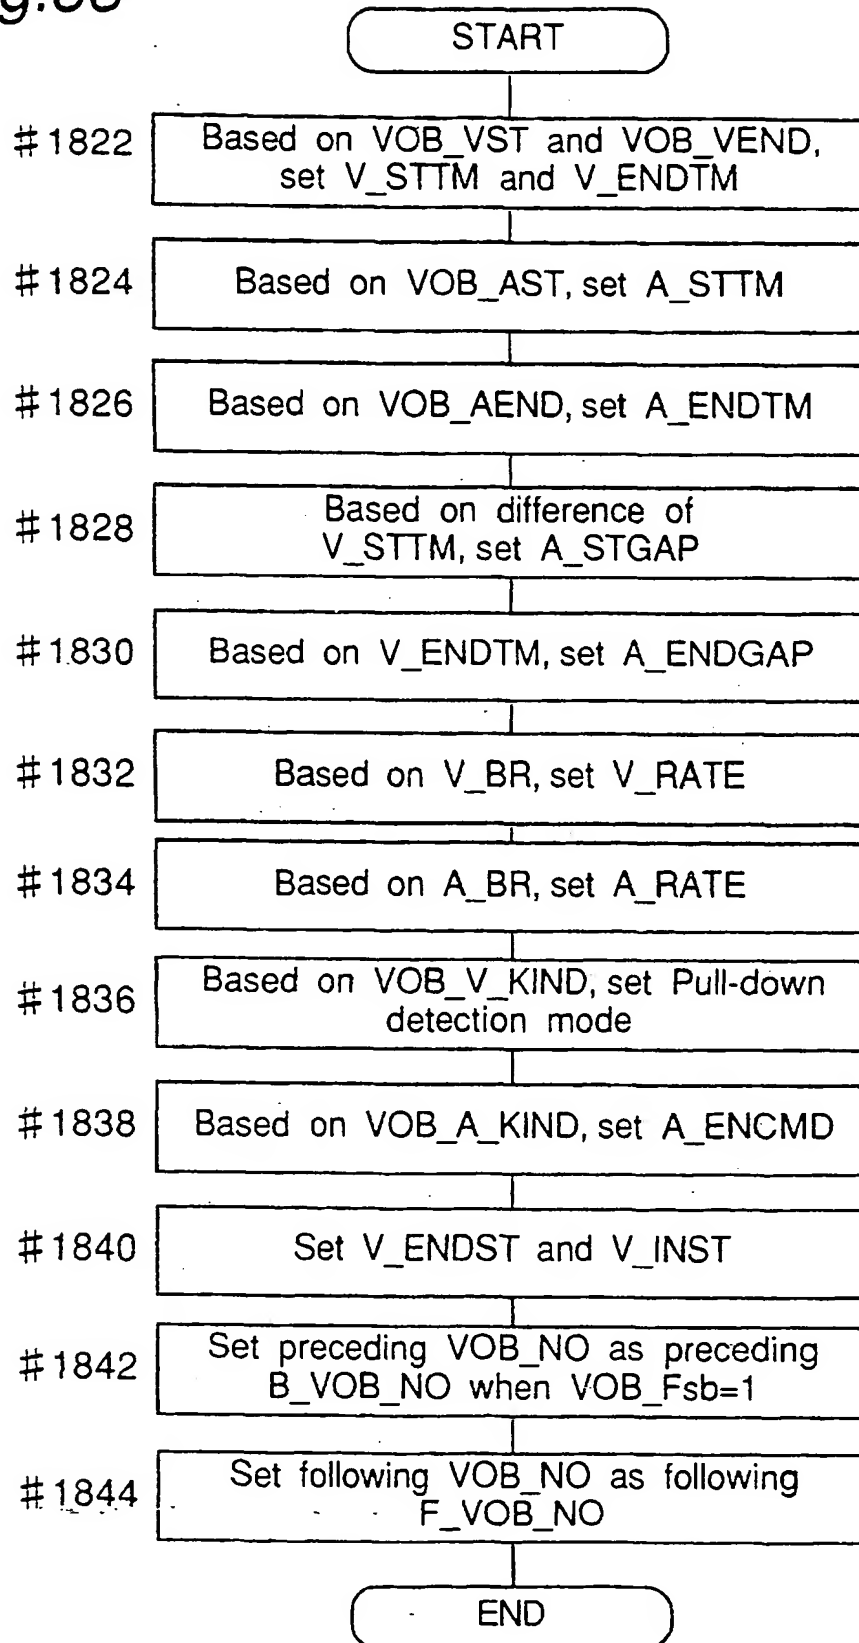 START
#1822
Based on VOB_VST and VOB_VEND,
set V_STTM and V_ENDTM
#1824
Based on VOB_AST, set A_STTM
#1826
Based on VOB_AEND, set A_ENDTM
#1828
Based on difference of
V_STTM, set A_STGAP
#1830
Based on V_ENDTM, set A_ENDGAP
#1832
Based on V_BR, set V_RATE
#1834
Based on A_BR, set A_RATE
#1836
Based on VOB_V_KIND, set Pull-down
detection mode
#1838
Based on VOB_A_KIND, set A_ENCMD
#1840
Set V_ENDST and V_INST
#1842
Set preceding VOB_NO as preceding
B_VOB_NO when VOB_Fsb=1
#1844
Set following VOB_NO as following
F_VOB_NO
END